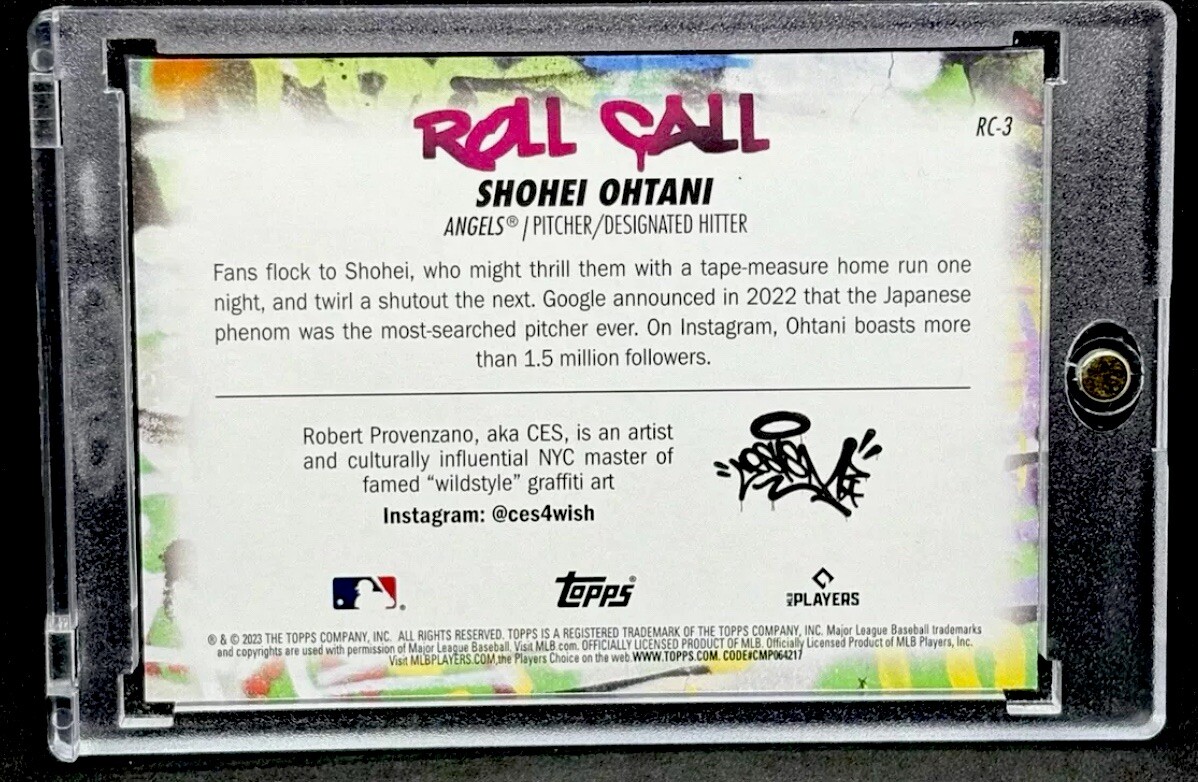 ROLL CALL
RC-3
SHOHEI OHTANI
ANGELS® / PITCHER/DESIGNATED HITTER
Fans flock to Shohei, who might thrill them with a tape-measure home run one
night, and twirl a shutout the next. Google announced in 2022 that the Japanese
phenom was the most-searched pitcher ever. On Instagram, Ohtani boasts more
than 1.5 million followers.
Robert Provenzano, aka CES, is an artist
and culturally influential NYC master of
famed “wildstyle” graffiti art
Instagram: @ces4wish
Topps®
PLAYERS
® & © 2023 THE TOPPS COMPANY, INC. ALL RIGHTS RESERVED. TOPPS IS A REGISTERED TRADEMARK OF THE TOPPS COMPANY, INC. Major League Baseball trademarks
and copyrights are used with permission of Major League Baseball. Visit MLB.com. OFFICIALLY LICENSED PRODUCT OF MLB. Officially Licensed Product of MLB Players, Inc.
Visit MLBPLAYERS.COM, the Players Choice on the web. WWW.TOPPS.COM. CODE#CMP064217